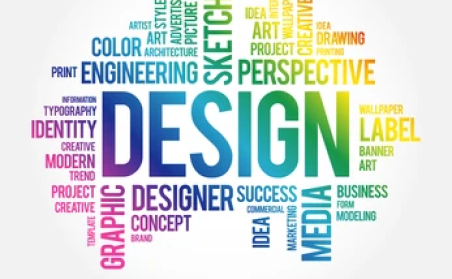 ARTIST
STYLE
ART
ADVERTIS
PICTURE
SKETCH
IDEA
ART
INTER
WALLPAPER
CREATIVE
IDEA
DRAWING
PRINTING
COLOR
ARCHITECTURE
PROJECT
PRINT
ENGINEERING
PERSPECTIVE
INFORMATION
TYPOGRAPHY
IDENTITY
CREATIVE
MODERN
TREND
DESIGN
WALLPAPER
LABEL
BANNER
ART
PROJECT
CREATIVE
TEMPLATE
GRAPHIC
DESIGNER
CONCEPT
BRAND
SUCCESS
COMMERCIAL
IDEA
MARKETING
MEDIA
BUSINESS
FORM
MODELING